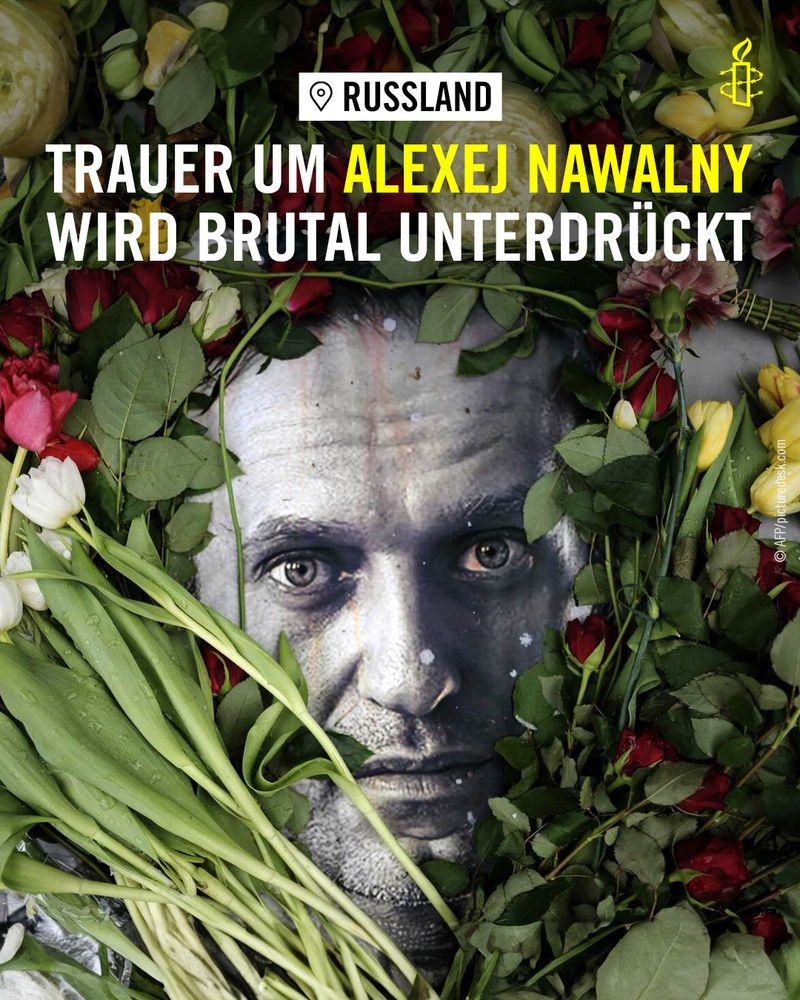 RUSSLAND
TRAUER UM ALEXEJ NAWALNY
WIRD BRUTAL UNTERDRÜCKT
© AFP/picturedesk.com